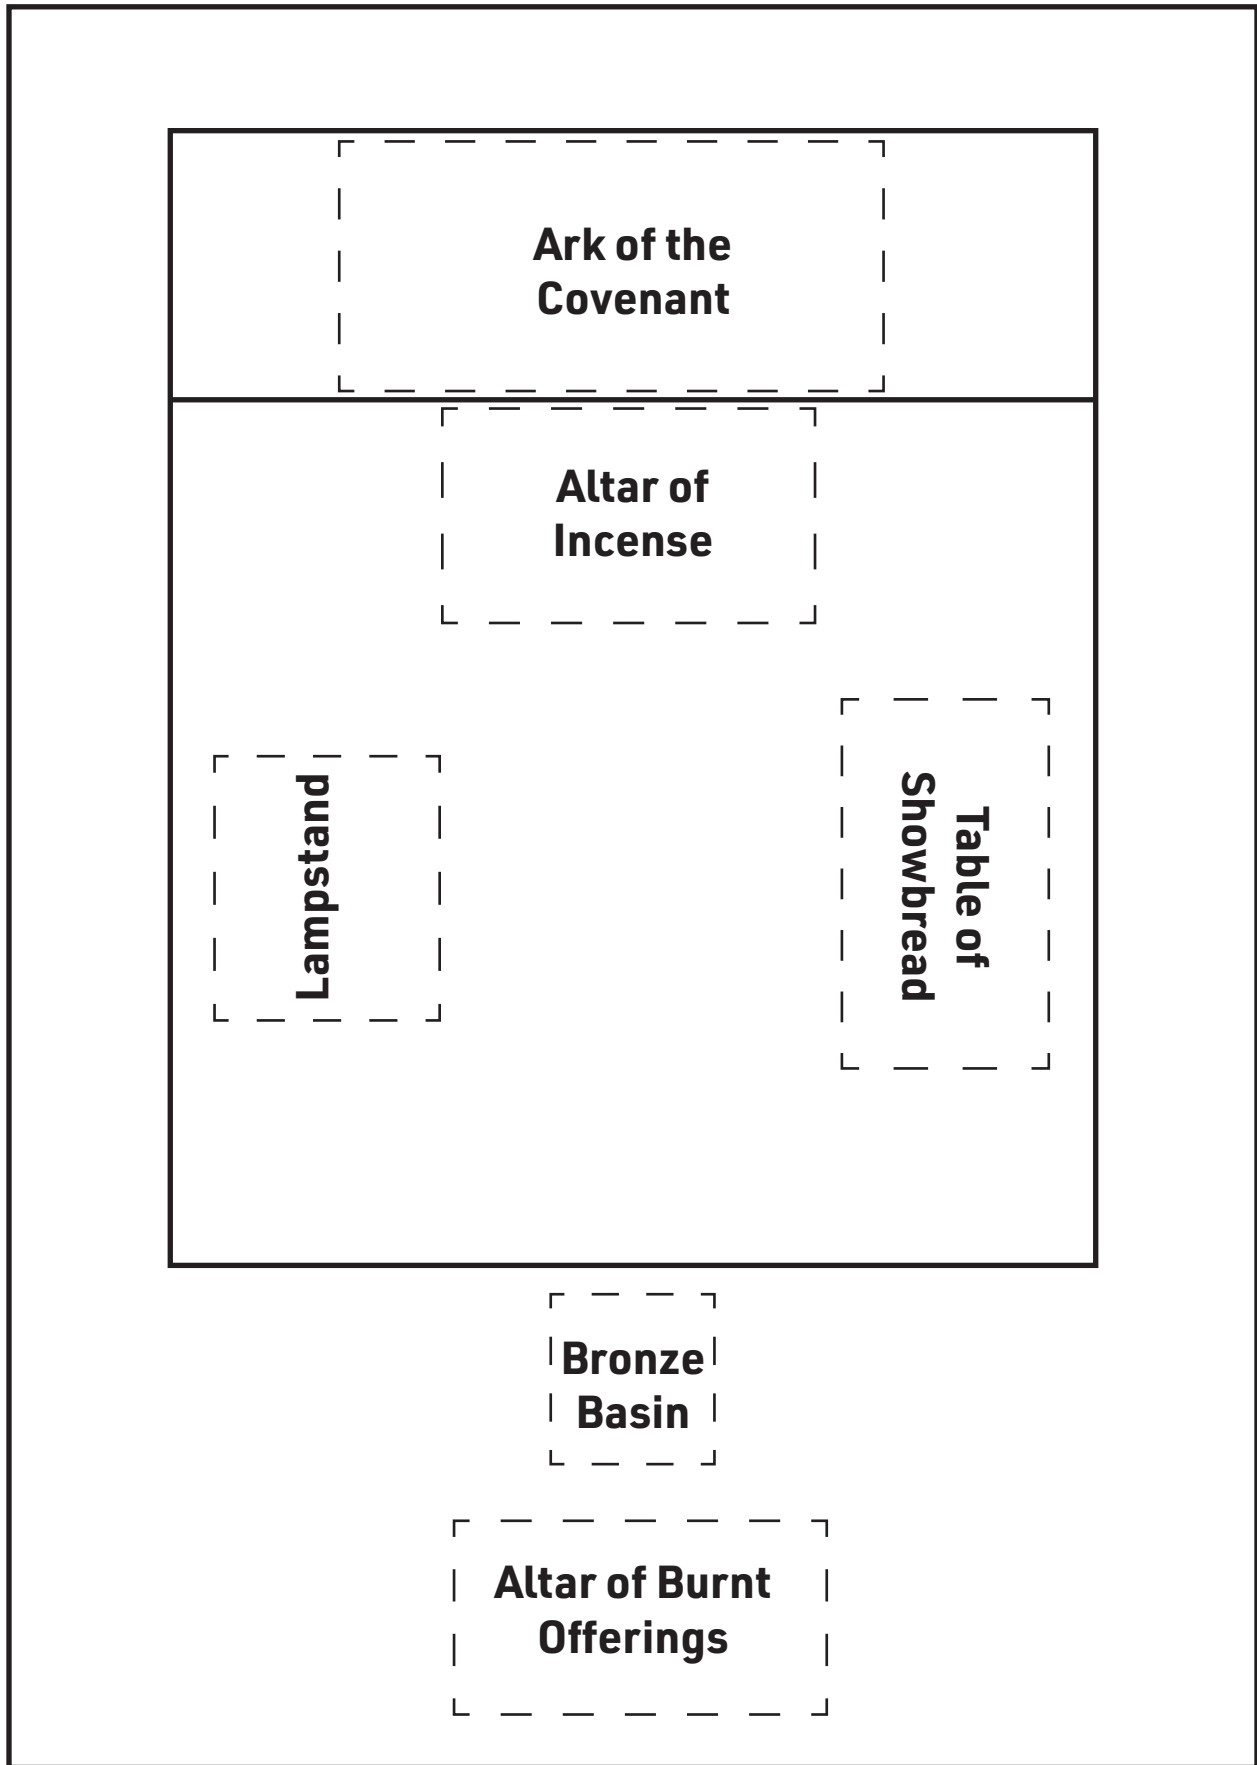 Ark of the
Covenant
Altar of
Incense
Lampstand
Table of
Showbread
Bronze
Basin
Altar of Burnt
Offerings